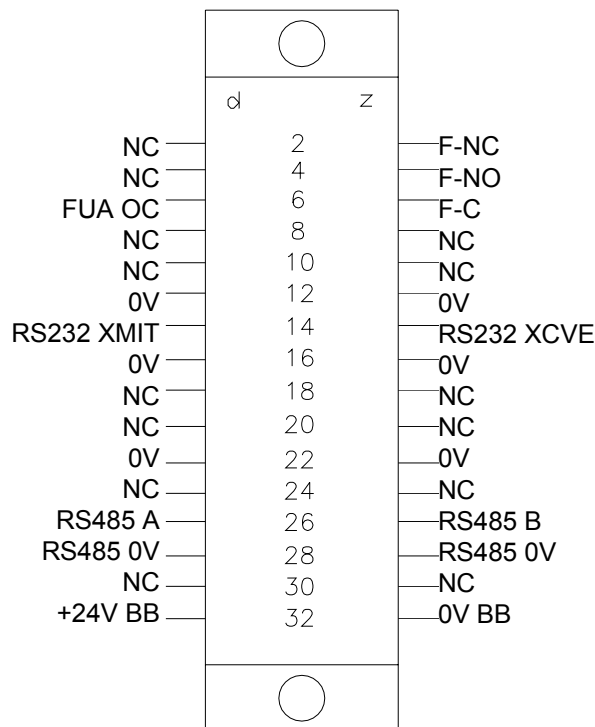 d z
NC 2 F-NC
NC 4 F-NO
FUA OC 6 F-C
NC 8 NC
NC 10 NC
0V 12 0V
RS232 XMIT 14 RS232 XCVE
0V 16 0V
NC 18 NC
NC 20 NC
0V 22 0V
NC 24 NC
RS485 A 26 RS485 B
RS485 0V 28 RS485 0V
NC 30 NC
+24V BB 32 0V BB